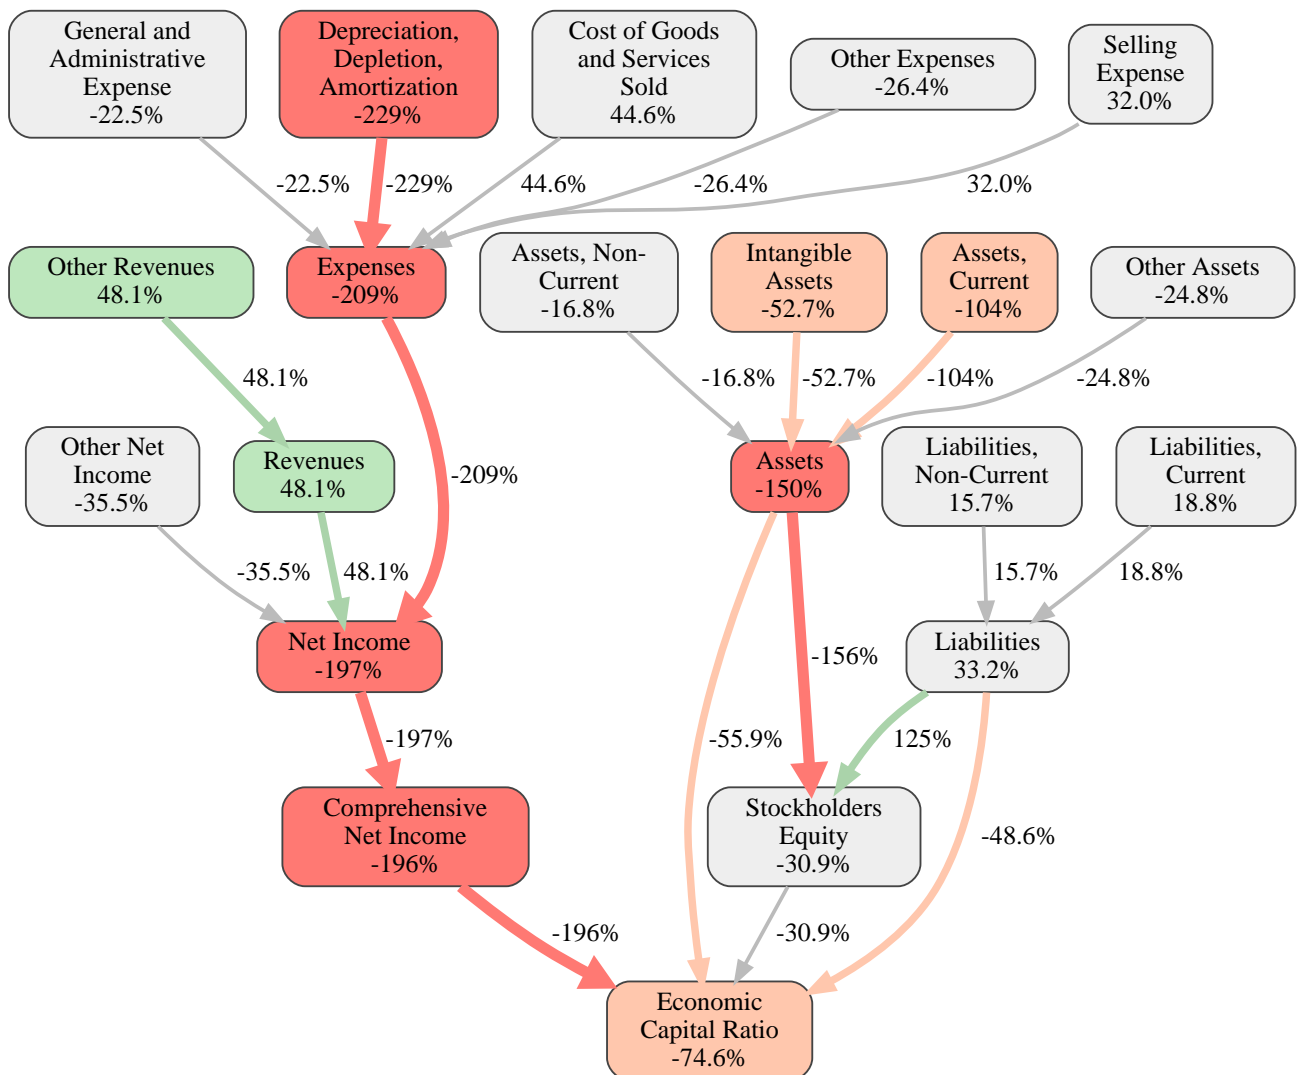 General and
Administrative
Expense
-22.5%
Depreciation,
Depletion,
Amortization
-229%
Cost of Goods
and Services
Sold
44.6%
Other Expenses
-26.4%
Selling
Expense
32.0%
-22.5%
-229%
44.6%
-26.4%
32.0%
Other Revenues
48.1%
Expenses
-209%
Assets, Non-
Current
-16.8%
Intangible
Assets
-52.7%
Assets,
Current
-104%
Other Assets
-24.8%
48.1%
-16.8%
-52.7%
-104%
-24.8%
Other Net
Income
-35.5%
Revenues
48.1%
-209%
Assets
-150%
Liabilities,
Non-Current
15.7%
Liabilities,
Current
18.8%
-35.5%
48.1%
15.7%
18.8%
Net Income
-197%
-156%
Liabilities
33.2%
-197%
-55.9%
125%
Comprehensive
Net Income
-196%
Stockholders
Equity
-30.9%
-48.6%
-196%
-30.9%
Economic
Capital Ratio
-74.6%